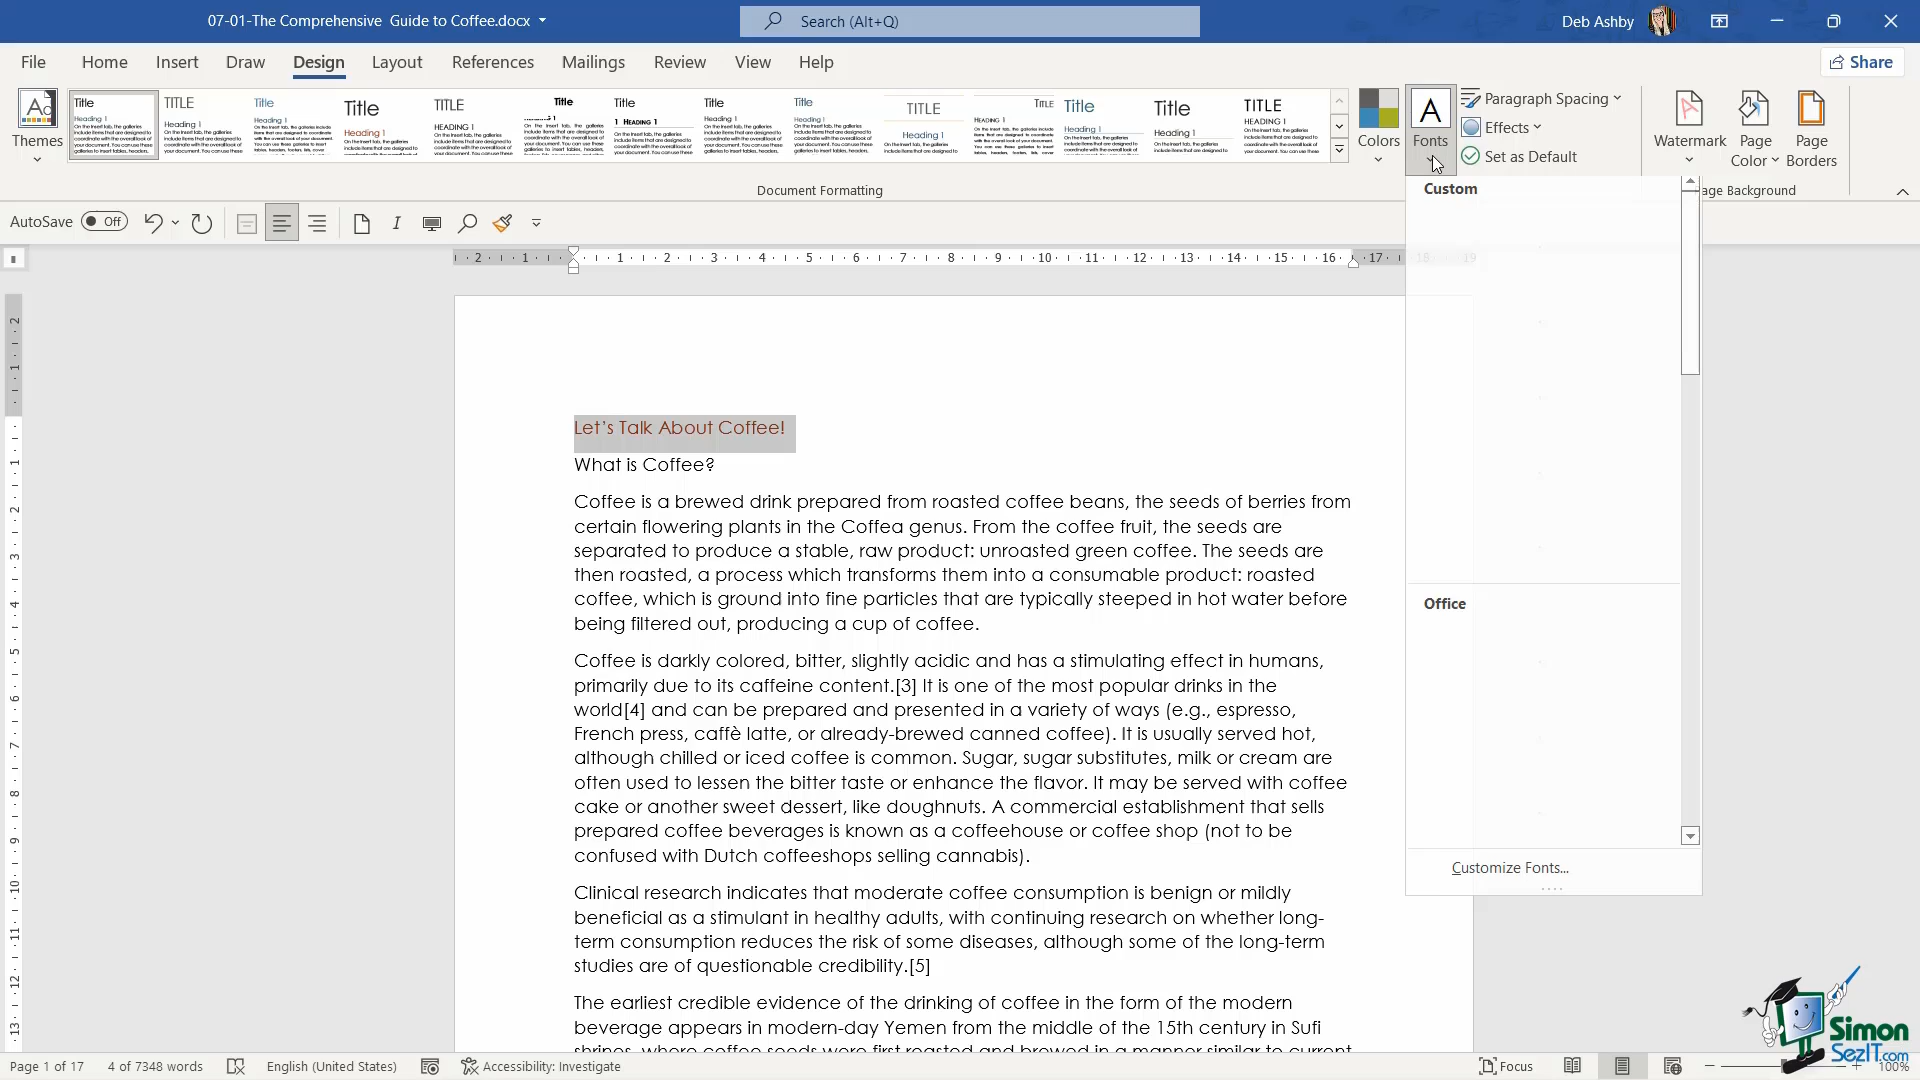 07-01-The Comprehensive Guide to Coffee.docx
Search (Alt+Q)
Deb Ashby
File Home Insert Draw Design Layout References Mailings Review View Help
Share
Themes
Title
Heading 1
TITLE
Heading 1
Title
Heading 1
Title
Heading 1
TITLE
HEADING 1
Title
HEADING 1
Title
1 HEADING 1
Title
Heading 1
Title
Heading 1
TITLE
Heading 1
TITLE
HEADING 1
Title
Heading 1
Title
Heading 1
TITLE
HEADING 1
Colors
Fonts
Paragraph Spacing
Effects
Set as Default
Watermark
Page Color
Page Borders
Document Formatting
age Background
AutoSave Off
Custom
Office
Customize Fonts...
Let's Talk About Coffee!
What is Coffee?
Coffee is a brewed drink prepared from roasted coffee beans, the seeds of berries from
certain flowering plants in the Coffea genus. From the coffee fruit, the seeds are
separated to produce a stable, raw product: unroasted green coffee. The seeds are
then roasted, a process which transforms them into a consumable product: roasted
coffee, which is ground into fine particles that are typically steeped in hot water before
being filtered out, producing a cup of coffee.
Coffee is darkly colored, bitter, slightly acidic and has a stimulating effect in humans,
primarily due to its caffeine content.[3] It is one of the most popular drinks in the
world[4] and can be prepared and presented in a variety of ways (e.g., espresso,
French press, caffè latte, or already-brewed canned coffee). It is usually served hot,
although chilled or iced coffee is common. Sugar, sugar substitutes, milk or cream are
often used to lessen the bitter taste or enhance the flavor. It may be served with coffee
cake or another sweet dessert, like doughnuts. A commercial establishment that sells
prepared coffee beverages is known as a coffeehouse or coffee shop (not to be
confused with Dutch coffeeshops selling cannabis).
Clinical research indicates that moderate coffee consumption is benign or mildly
beneficial as a stimulant in healthy adults, with continuing research on whether long-
term consumption reduces the risk of some diseases, although some of the long-term
studies are of questionable credibility.[5]
The earliest credible evidence of the drinking of coffee in the form of the modern
beverage appears in modern-day Yemen from the middle of the 15th century in Sufi
shrines, where coffee seeds were first roasted and brewed in a manner similar to current
Simon
SezIT.com
Page 1 of 17 4 of 7348 words English (United States) Accessibility: Investigate Focus 100%